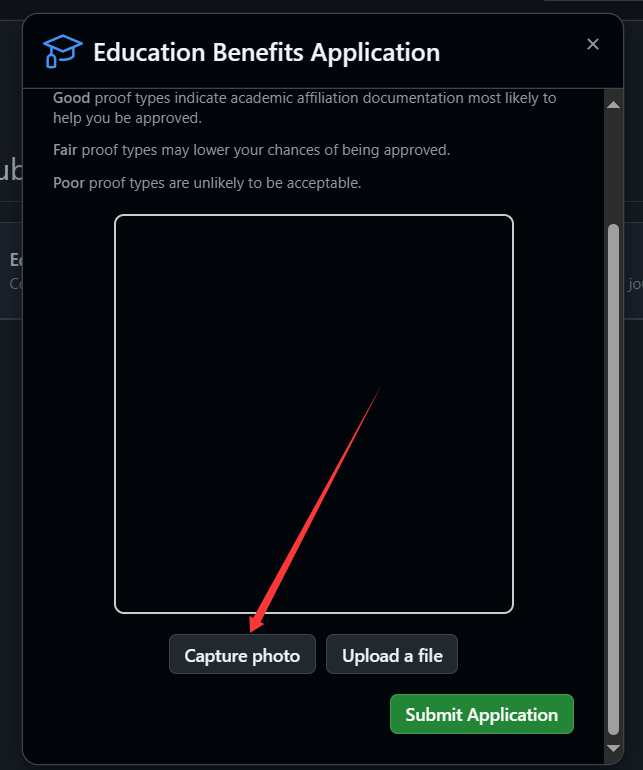 Education Benefits Application
Good proof types indicate academic affiliation documentation most likely to
help you be approved.
Fair proof types may lower your chances of being approved.
Poor proof types are unlikely to be acceptable.
Capture photo
Upload a file
Submit Application